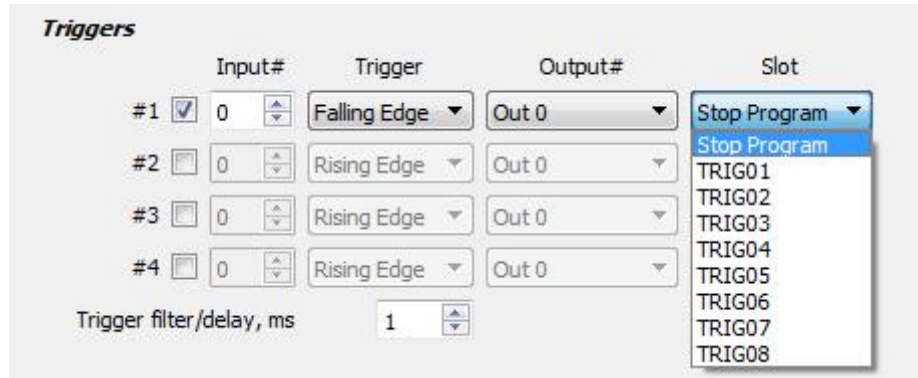 Triggers
Input# Trigger Output# Slot
#1 0 Falling Edge Out 0 Stop Program
Stop Program
#2 0 Rising Edge Out 0
TRIG01
TRIG02
#3 0 Rising Edge Out 0
TRIG03
TRIG04
#4 0 Rising Edge Out 0
TRIG05
TRIG06
Trigger filter/delay, ms 1
TRIG07
TRIG08